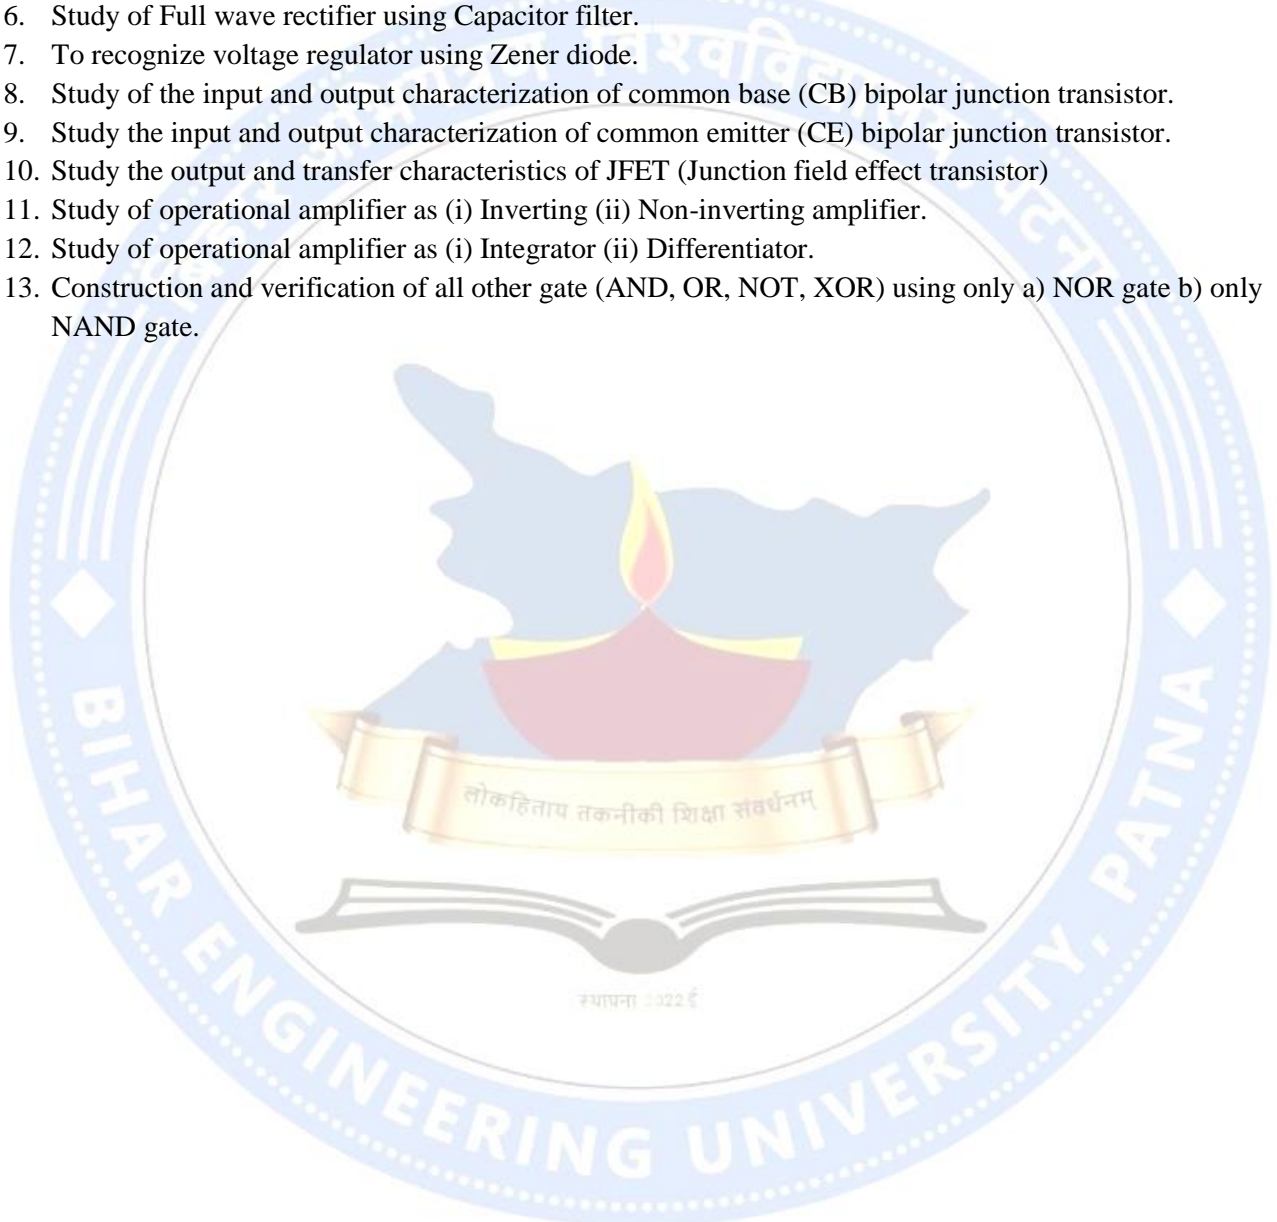 6. Study of Full wave rectifier using Capacitor filter.
7. To recognize voltage regulator using Zener diode.
8. Study of the input and output characterization of common base (CB) bipolar junction transistor.
9. Study the input and output characterization of common emitter (CE) bipolar junction transistor.
10. Study the output and transfer characteristics of JFET (Junction field effect transistor)
11. Study of operational amplifier as (i) Inverting (ii) Non-inverting amplifier.
12. Study of operational amplifier as (i) Integrator (ii) Differentiator.
13. Construction and verification of all other gate (AND, OR, NOT, XOR) using only a) NOR gate b) only
NAND gate.
विश्वविद्यालय, पटना
लोकहिताय तकनीकी शिक्षा संवर्धनम्
स्थापना 2022 ई
BIHAR ENGINEERING UNIVERSITY, PATNA